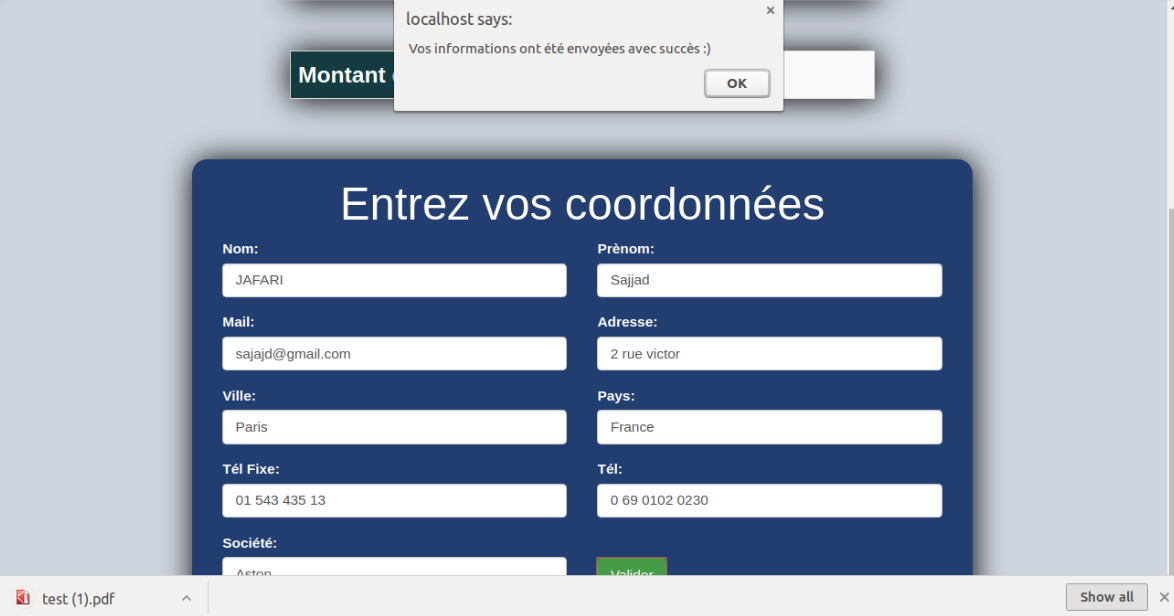 localhost says:
×
Vos informations ont été envoyées avec succès :)
OK
Montant
Entrez vos coordonnées
Nom:
Prènom:
JAFARI
Sajjad
Mail:
Adresse:
sajajd@gmail.com
2 rue victor
Ville:
Pays:
Paris
France
Tél Fixe:
Tél:
01 543 435 13
0 69 0102 0230
Société:
Aston
Valider
test (1).pdf
Show all
×